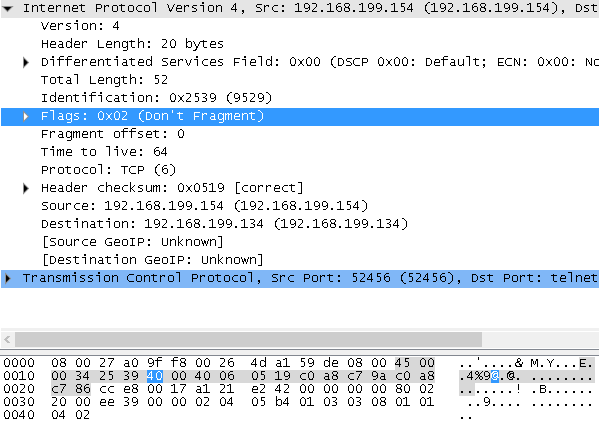 Internet Protocol Version 4, Src: 192.168.199.154 (192.168.199.154), Dst
Version: 4
Header Length: 20 bytes
Differentiated Services Field: 0x00 (DSCP 0x00: Default; ECN: 0x00: No
Total Length: 52
Identification: 0x2539 (9529)
Flags: 0x02 (Don't Fragment)
Fragment offset: 0
Time to live: 64
Protocol: TCP (6)
Header checksum: 0x0519 [correct]
Source: 192.168.199.154 (192.168.199.154)
Destination: 192.168.199.134 (192.168.199.134)
[Source GeoIP: Unknown]
[Destination GeoIP: Unknown]
Transmission Control Protocol, Src Port: 52456 (52456), Dst Port: telnet
0000 08 00 27 a0 9f f8 00 26 4d a1 59 de 08 00 45 00 ..'....& M.Y...E.
0010 00 34 25 39 40 00 40 06 05 19 c0 a8 c7 9a c0 a8 .4%9@.@. ........
0020 c7 86 cc e8 00 17 a1 21 e2 42 00 00 00 00 80 02 .......! .B......
0030 20 00 ee 39 00 00 02 04 05 b4 01 03 03 08 01 01 ..9.... ........
0040 04 02 ..